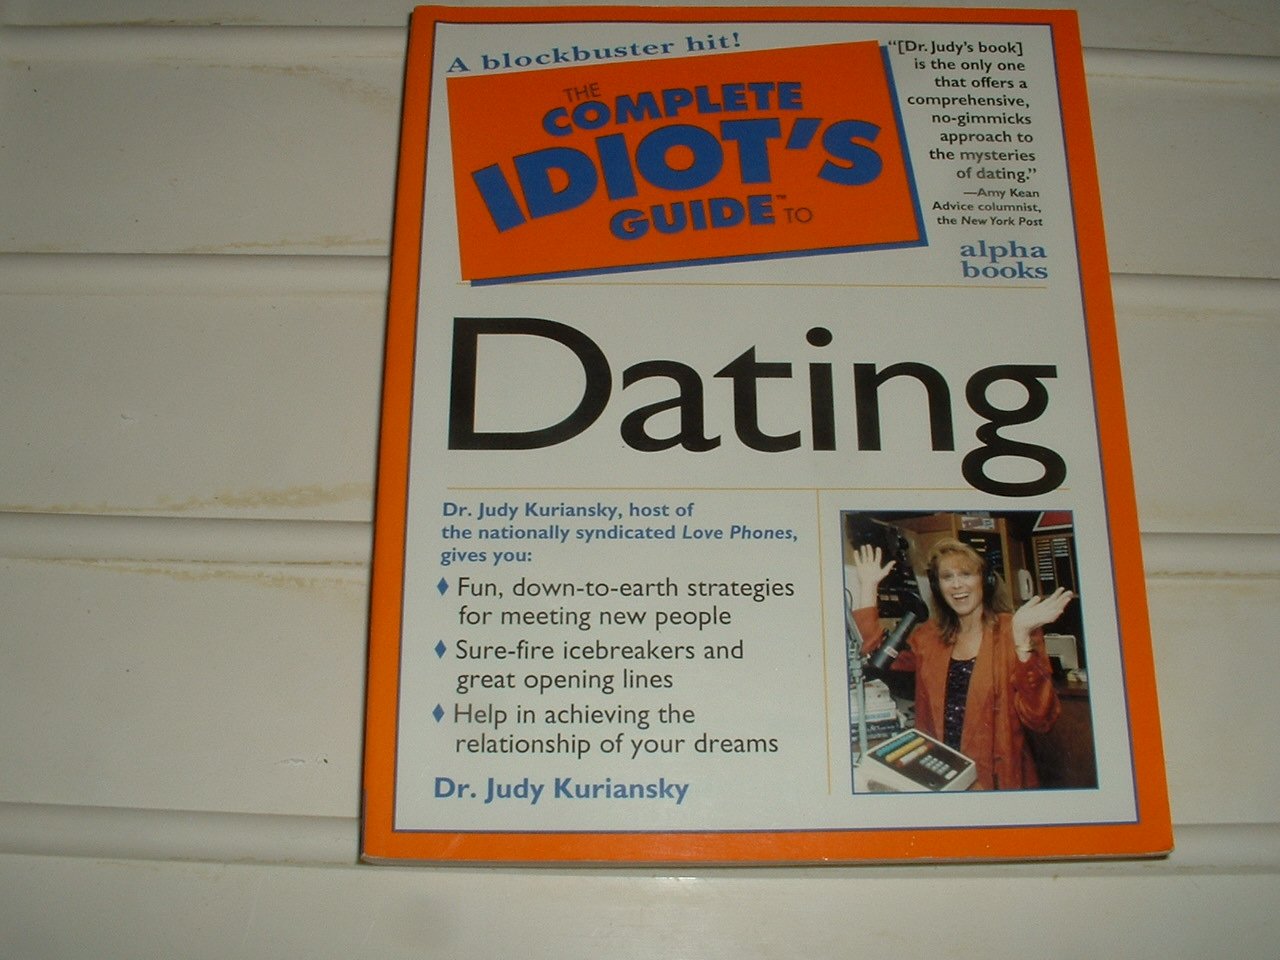 A blockbuster hit!
THE
COMPLETE
IDIOT'S
GUIDE™ TO
“[Dr. Judy's book]
is the only one
that offers a
comprehensive,
no-gimmicks
approach to
the mysteries
of dating.”
—Amy Kean
Advice columnist,
the New York Post
alpha
books
Dating
Dr. Judy Kuriansky, host of
the nationally syndicated Love Phones,
gives you:
♦ Fun, down-to-earth strategies
for meeting new people
♦ Sure-fire icebreakers and
great opening lines
♦ Help in achieving the
relationship of your dreams
Dr. Judy Kuriansky